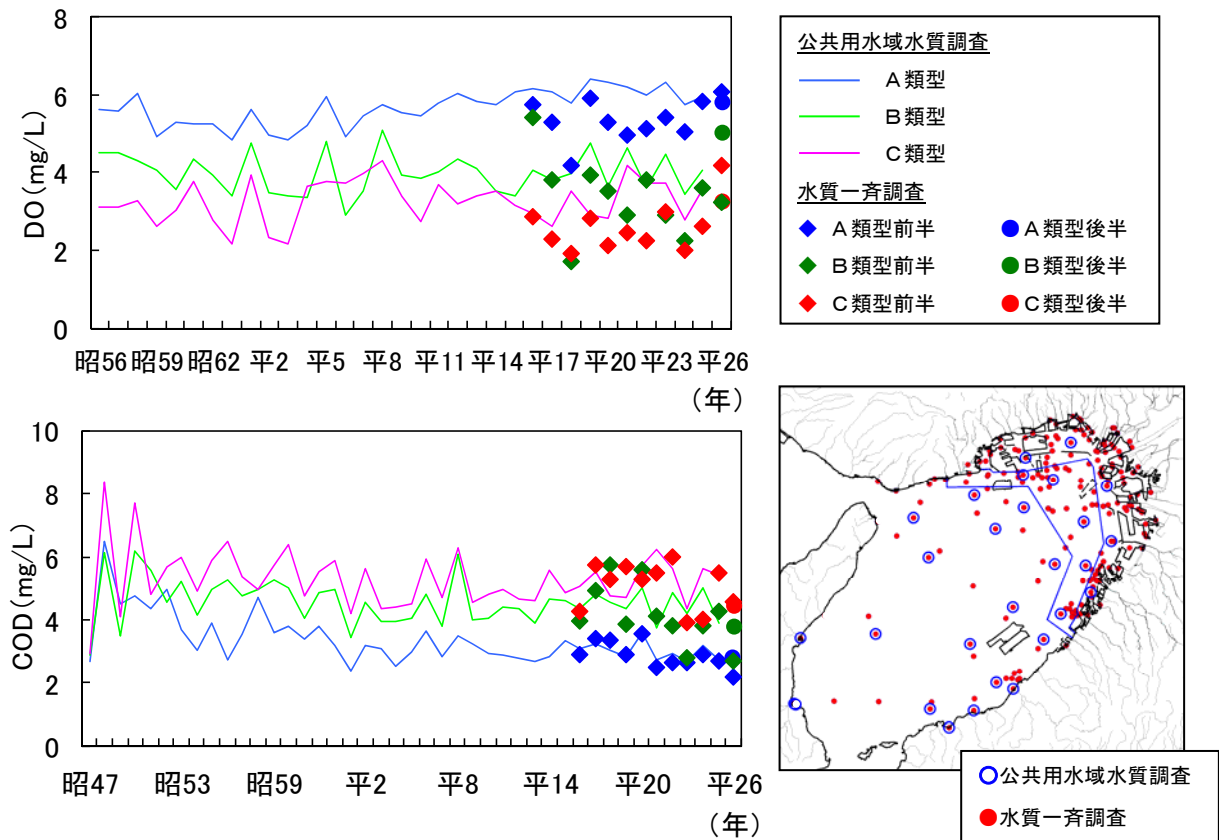 8
6
4
2
0
DO(mg/L)
昭56 昭59 昭62 平2 平5 平8 平11 平14 平17 平20 平23 平26
(年)
公共用水域水質調査
A類型
B類型
C類型
水質一斉調査
A類型前半 A類型後半
B類型前半 B類型後半
C類型前半 C類型後半
10
8
6
4
2
0
COD(mg/L)
昭47 昭53 昭59 平2 平8 平14 平20 平26
(年)
公共用水域水質調査
水質一斉調査